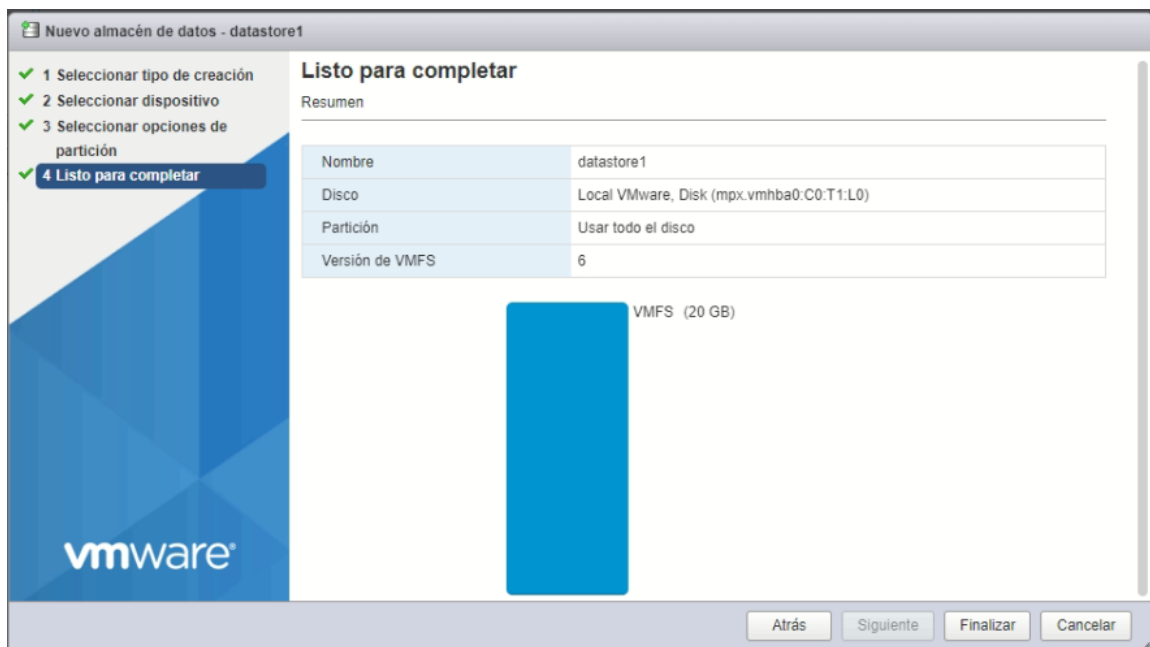 Nuevo almacén de datos - datastore1
1 Seleccionar tipo de creación
2 Seleccionar dispositivo
3 Seleccionar opciones de
partición
4 Listo para completar
vmware®
Listo para completar
Resumen
Nombre datastore1
Disco Local VMware, Disk (mpx.vmhba0:C0:T1:L0)
Partición Usar todo el disco
Versión de VMFS 6
VMFS (20 GB)
Atrás Siguiente Finalizar Cancelar